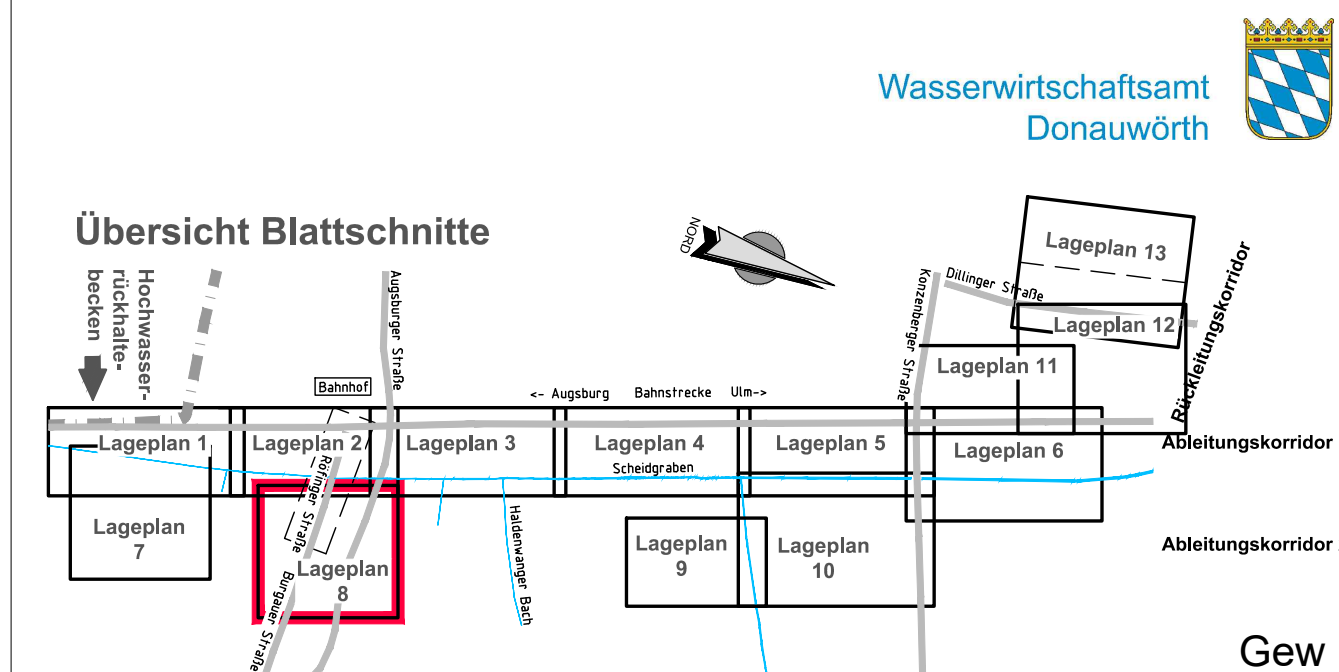 Wasserwirtschaftsamt
Donauwörth
Übersicht Blattschnitte
Hochwasser-
rückhalte-
becken
Augsburger Straße
NORD
Konzenberger Straße
Dillinger Straße
Lageplan 13
Rückleitungskorridor
Lageplan 12
Lageplan 11
Bahnhof
<- Augsburg Bahnstrecke Ulm->
Lageplan 1
Lageplan 2
Lageplan 3
Lageplan 4
Lageplan 5
Lageplan 6
Ableitungskorridor
Scheidgraben
Röfinger Straße
Haldenwanger Bach
Lageplan
7
Lageplan
8
Lageplan
9
Lageplan
10
Ableitungskorridor
Burgauer Straße
Gew